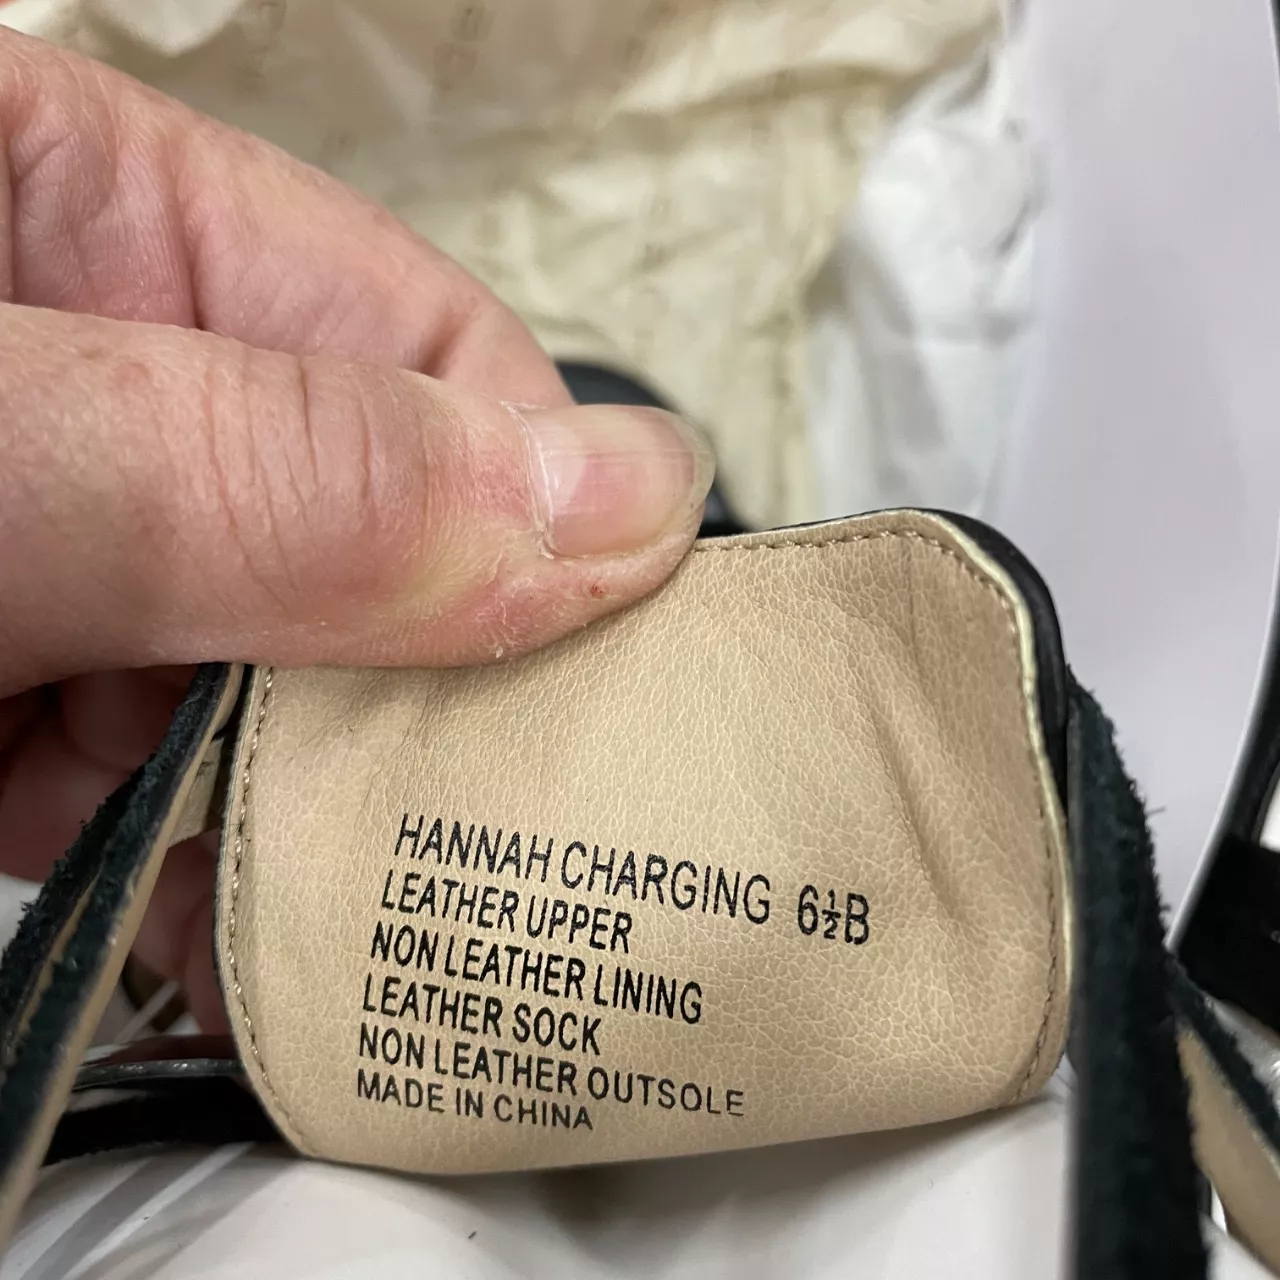 HANNAH CHARGING 6½B
LEATHER UPPER
NON LEATHER LINING
LEATHER SOCK
NON LEATHER OUTSOLE
MADE IN CHINA